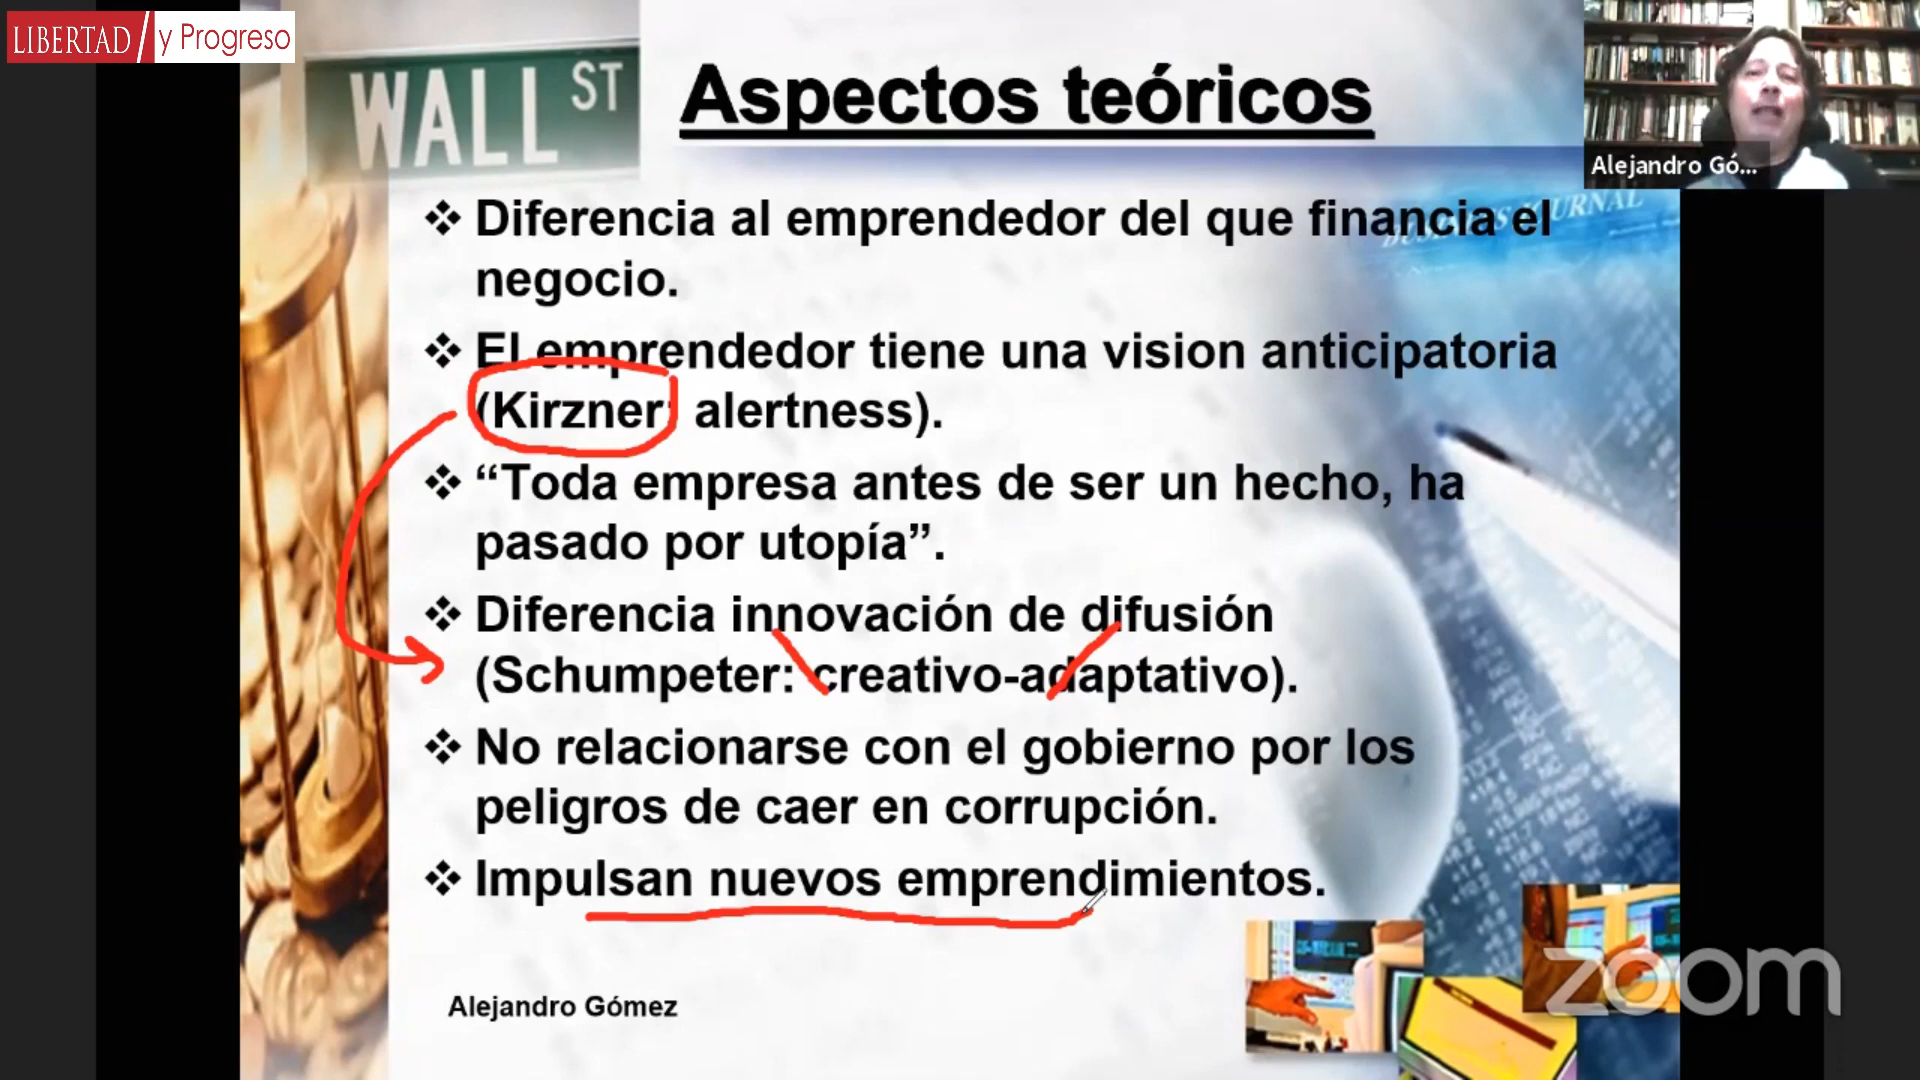 LIBERTAD y Progreso
WALL ST
Aspectos teóricos
Alejandro Gó...
BUSINESS JOURNAL
❖ Diferencia al emprendedor del que financia el
negocio.
❖ El emprendedor tiene una vision anticipatoria
(Kirzner: alertness).
❖ “Toda empresa antes de ser un hecho, ha
pasado por utopía”.
❖ Diferencia innovación de difusión
(Schumpeter: creativo-adaptativo).
❖ No relacionarse con el gobierno por los
peligros de caer en corrupción.
❖ Impulsan nuevos emprendimientos.
Alejandro Gómez
zoom